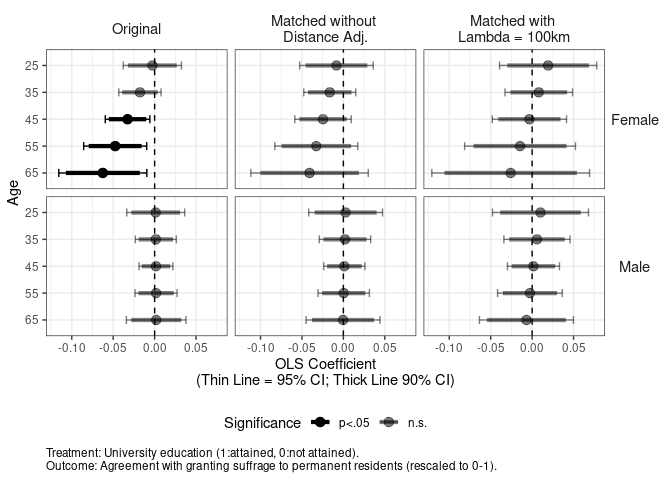 Original
Matched without
Distance Adj.
Matched with
Lambda = 100km
25
35
45
55
65
Female
Age
25
35
45
55
65
Male
-0.10 -0.05 0.00 0.05
-0.10 -0.05 0.00 0.05
-0.10 -0.05 0.00 0.05
OLS Coefficient
(Thin Line = 95% CI; Thick Line 90% CI)
Significance p<.05 n.s.
Treatment: University education (1:attained, 0:not attained).
Outcome: Agreement with granting suffrage to permanent residents (rescaled to 0-1).